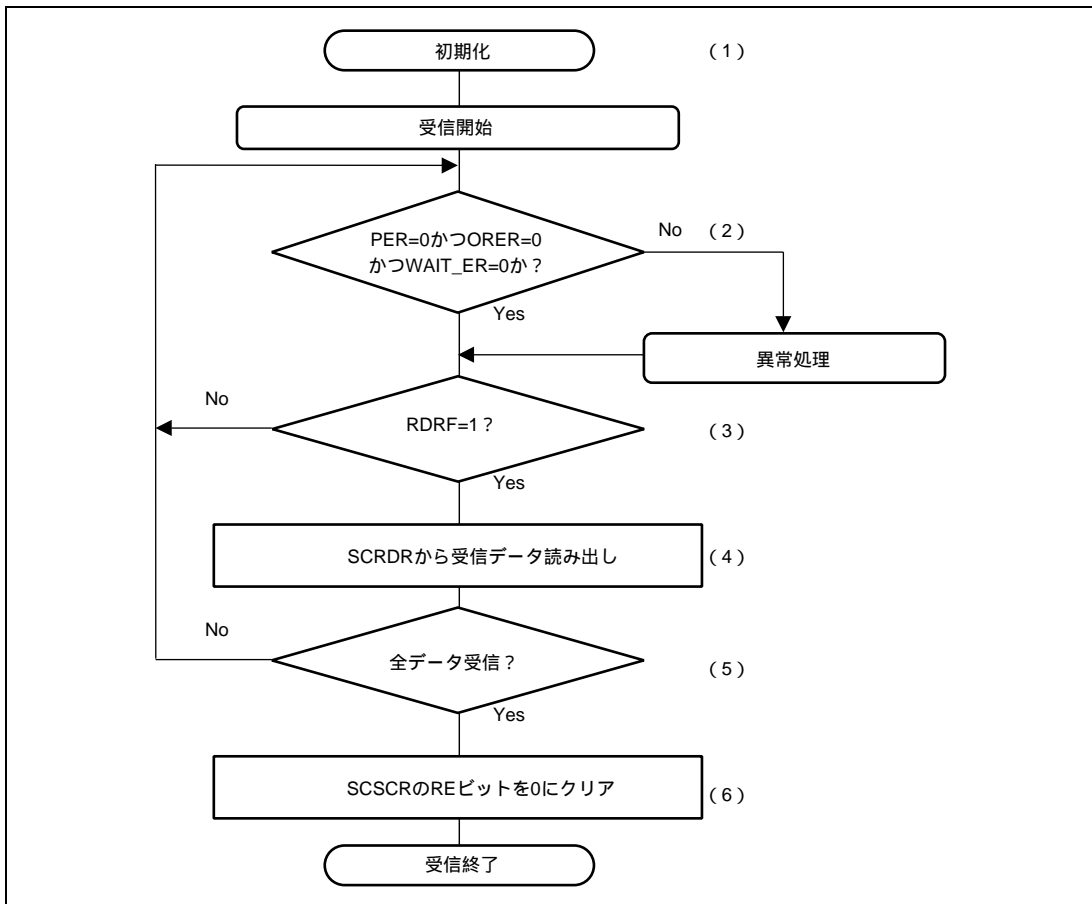 初期化 (1)
受信開始
PER=0かつORER=0
かつWAIT_ER=0か?
No (2)
Yes
異常処理
No
RDRF=1?
(3)
Yes
SCRDRから受信データ読み出し (4)
No
全データ受信?
(5)
Yes
SCSCRのREビットを0にクリア (6)
受信終了